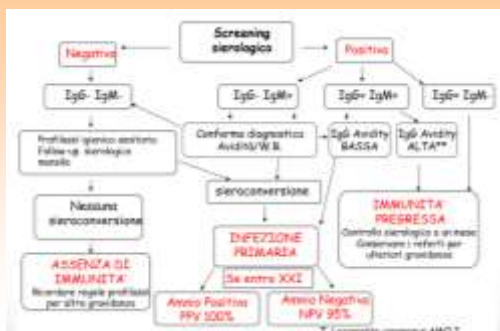 Screening
sierologico
Negativo
Positivo
IgG- IgM-
IgG- IgM+
IgG+ IgM+
IgG+ IgM-
Profilassi igienico sanitaria
Follow-up sierologico
mensile
Conferma diagnostica
Avidità/W.B.
IgG Avidity
BASSA
IgG Avidity
ALTA**
sieroconversione
Nessuna
sieroconversione
IMMUNITA'
PREGRESSA
Controllo sierologico a un mese
Conservare i referti per
ulteriori gravidanze
INFEZIONE
PRIMARIA
ASSENZA DI
IMMUNITA'
Ricordare regole profilassi
per altra gravidanza
Se entro XXI
Amnio Positiva
PPV 100%
Amnio Negativa
NPV 95%